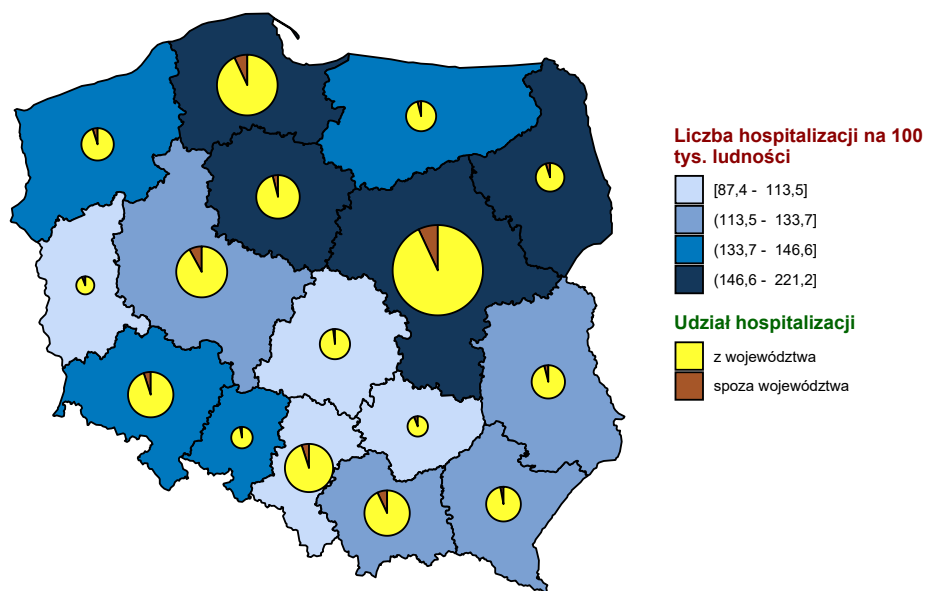 Liczba hospitalizacji na 100
tys. ludności
[87,4 - 113,5]
(113,5 - 133,7]
(133,7 - 146,6]
(146,6 - 221,2]
Udział hospitalizacji
z województwa
spoza województwa